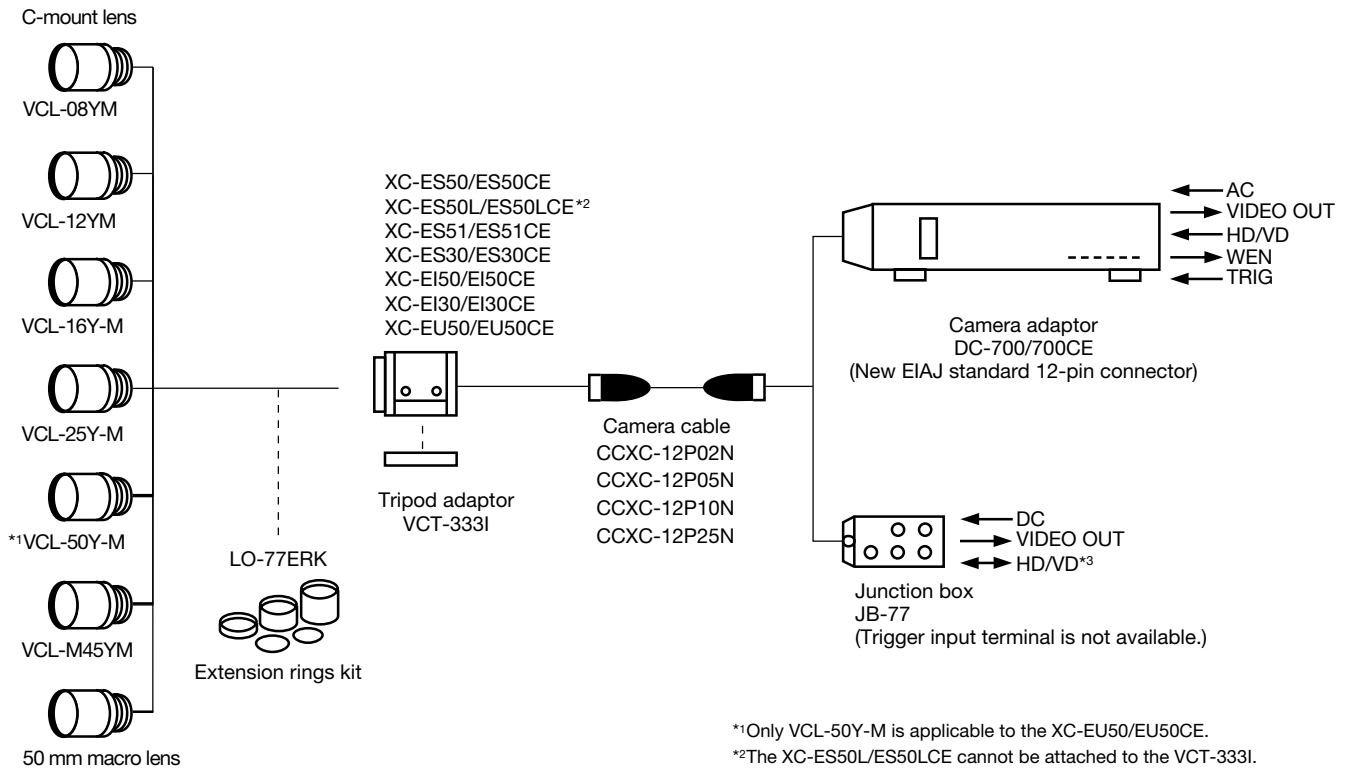 C-mount lens
VCL-08YM
VCL-12YM
VCL-16Y-M
VCL-25Y-M
*1VCL-50Y-M
VCL-M45YM
50 mm macro lens
LO-77ERK
Extension rings kit
XC-ES50/ES50CE
XC-ES50L/ES50LCE*2
XC-ES51/ES51CE
XC-ES30/ES30CE
XC-EI50/EI50CE
XC-EI30/EI30CE
XC-EU50/EU50CE
Tripod adaptor
VCT-333I
Camera cable
CCXC-12P02N
CCXC-12P05N
CCXC-12P10N
CCXC-12P25N
AC
VIDEO OUT
HD/VD
WEN
TRIG
Camera adaptor
DC-700/700CE
(New EIAJ standard 12-pin connector)
DC
VIDEO OUT
HD/VD*3
Junction box
JB-77
(Trigger input terminal is not available.)
*1Only VCL-50Y-M is applicable to the XC-EU50/EU50CE.
*2The XC-ES50L/ES50LCE cannot be attached to the VCT-333I.